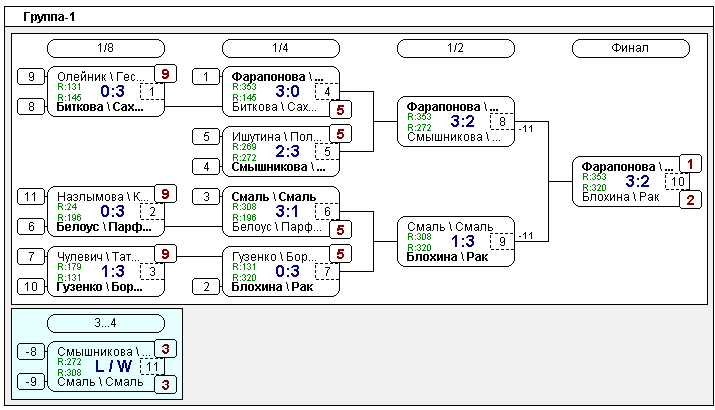 Группа-1
1/8
1/4
1/2
Финал
9 Олейник \ Гес... 9
R:131 0:3 1
R:145
8 Биткова \ Сах...
1 Фарапонова \ ...
R:353 3:0 4
R:145
Биткова \ Сах... 5
5 Ишутина \ Пол... 5
R:269 2:3 5
R:272
4 Смышникова \ ...
Фарапонова \ ...
R:353 3:2 8 -11
R:272
Смышникова \ ...
Фарапонова \ ... 1
R:353 3:2 10
R:320
Блохина \ Рак 2
11 Назлымова \ К... 9
R:24 0:3 2
R:196
6 Белоус \ Парф...
3 Смаль \ Смаль
R:308 3:1 6
R:196
Белоус \ Парф... 5
7 Чулевич \ Тат... 9
R:179 1:3 3
R:131
10 Гузенко \ Бор...
Гузенко \ Бор... 5
R:131 0:3 7
R:320
2 Блохина \ Рак
Смаль \ Смаль
R:308 1:3 9 -11
R:320
Блохина \ Рак
3...4
-8 Смышникова \ ... 3
R:272 L / W 11
R:308
-9 Смаль \ Смаль 3